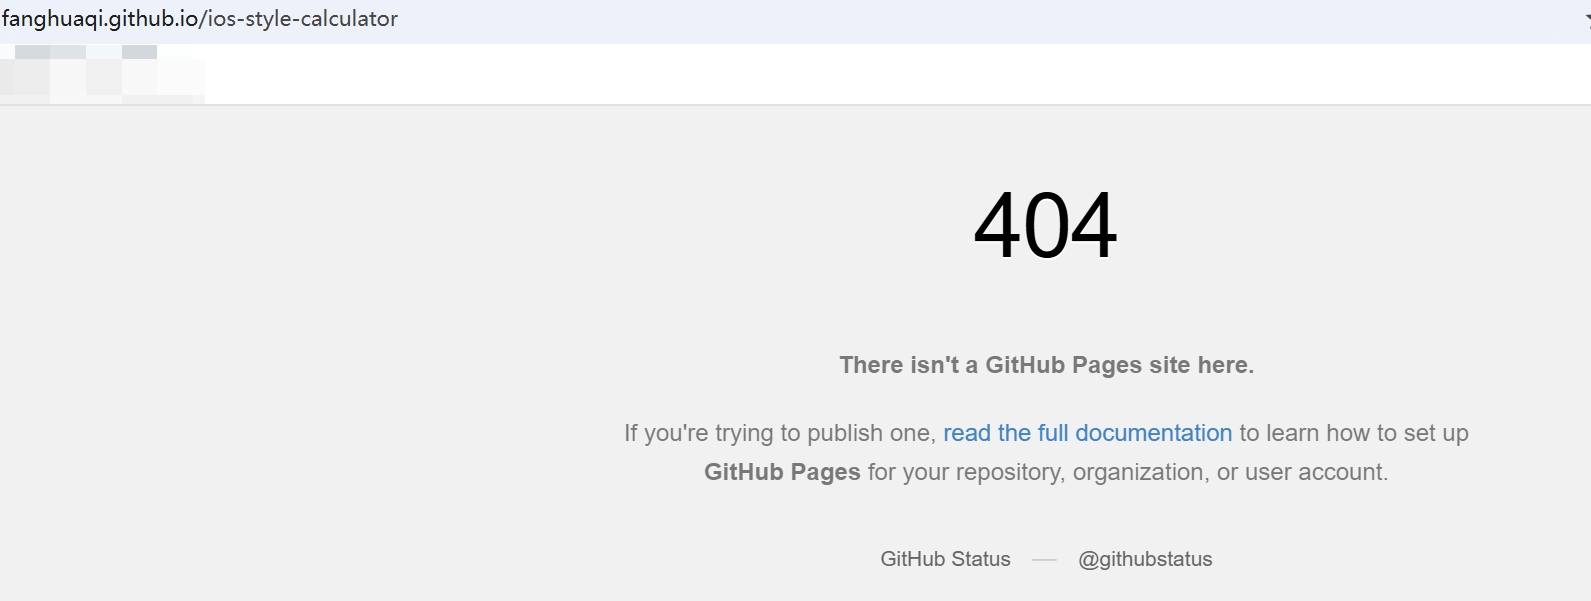 fanghuaqi.github.io/ios-style-calculator
404
There isn't a GitHub Pages site here.
If you're trying to publish one, read the full documentation to learn how to set up
GitHub Pages for your repository, organization, or user account.
GitHub Status — @githubstatus